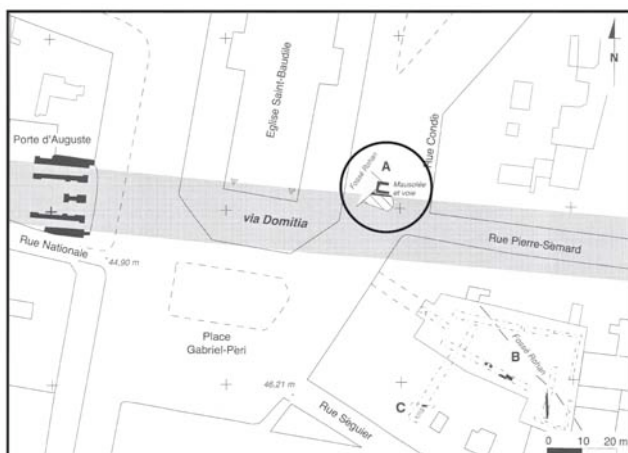 N
Porte d'Auguste
Eglise Saint-Baudile
A
Fossé Rohan
Mausolée
et voie
Rue Condé
via Domitia
Rue Nationale
Rue Pierre-Sémard
44,90 m
Place
Gabriel-Péri
B
Fossé Rohan
46,21 m
C
Rue Séguier
0 10 20 m